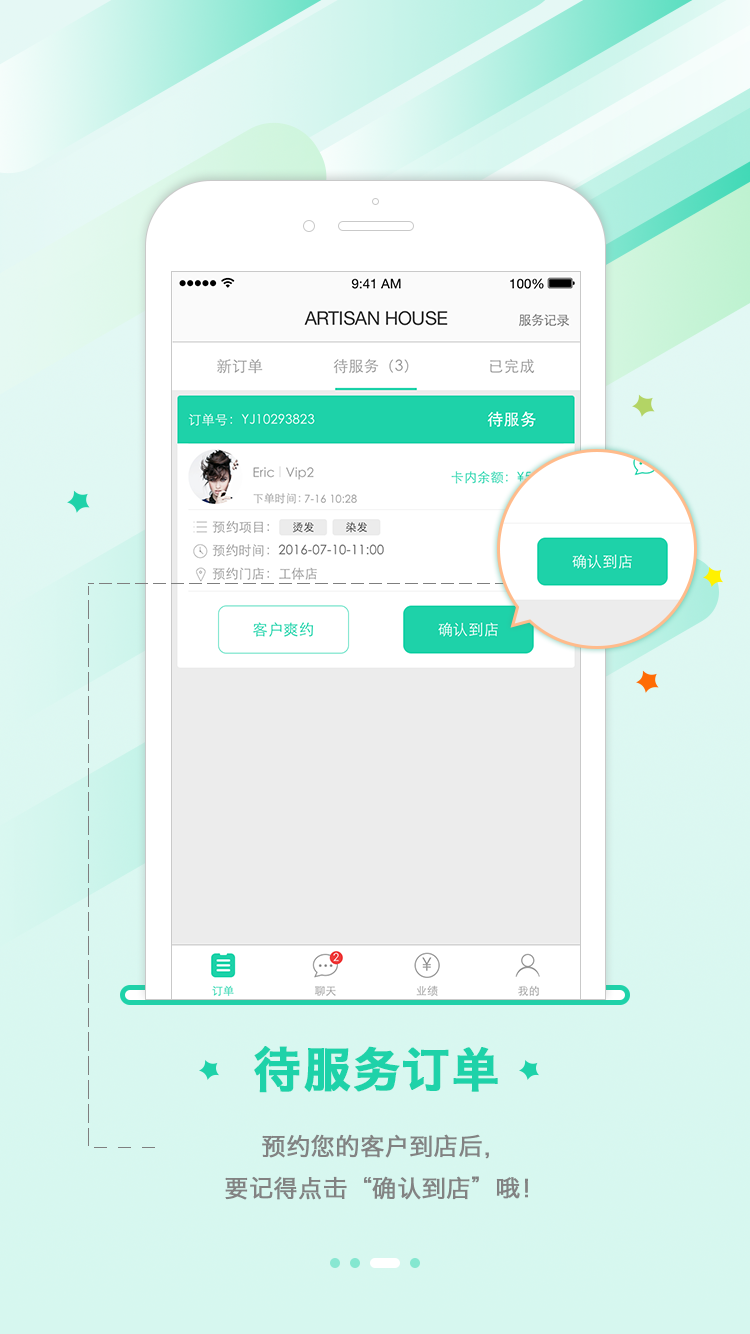 9:41 AM 100%
ARTISAN HOUSE 服务记录
新订单 待服务（3） 已完成
订单号：YJ10293823 待服务
Eric Vip2 卡内余额：
下单时间：7-16 10:28
预约项目： 烫发 染发
预约时间：2016-07-10-11:00
预约门店：工体店
确认到店
客户爽约 确认到店
2
订单 聊天 业绩 我的
待服务订单
预约您的客户到店后，
要记得点击“确认到店”哦！